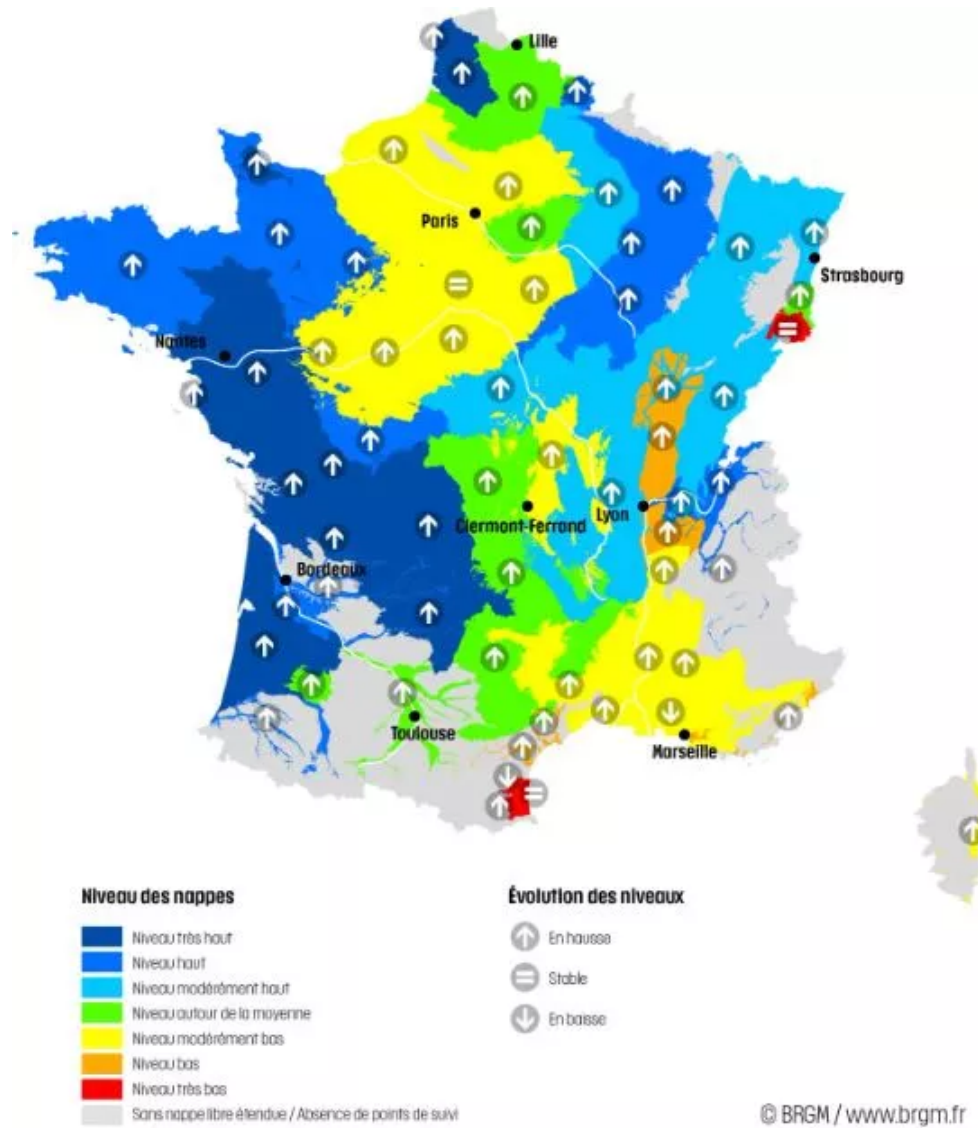 Lille
Paris
Strasbourg
Nantes
Clermont-Ferrand
Lyon
Bordeaux
Toulouse
Marseille
Niveau des nappes
Niveau très haut
Niveau haut
Niveau modérément haut
Niveau autour de la moyenne
Niveau modérément bas
Niveau bas
Niveau très bas
Sans nappe libre étendue / Absence de points de suivi
Évolution des niveaux
En hausse
Stable
En baisse
© BRGM / www.brgm.fr